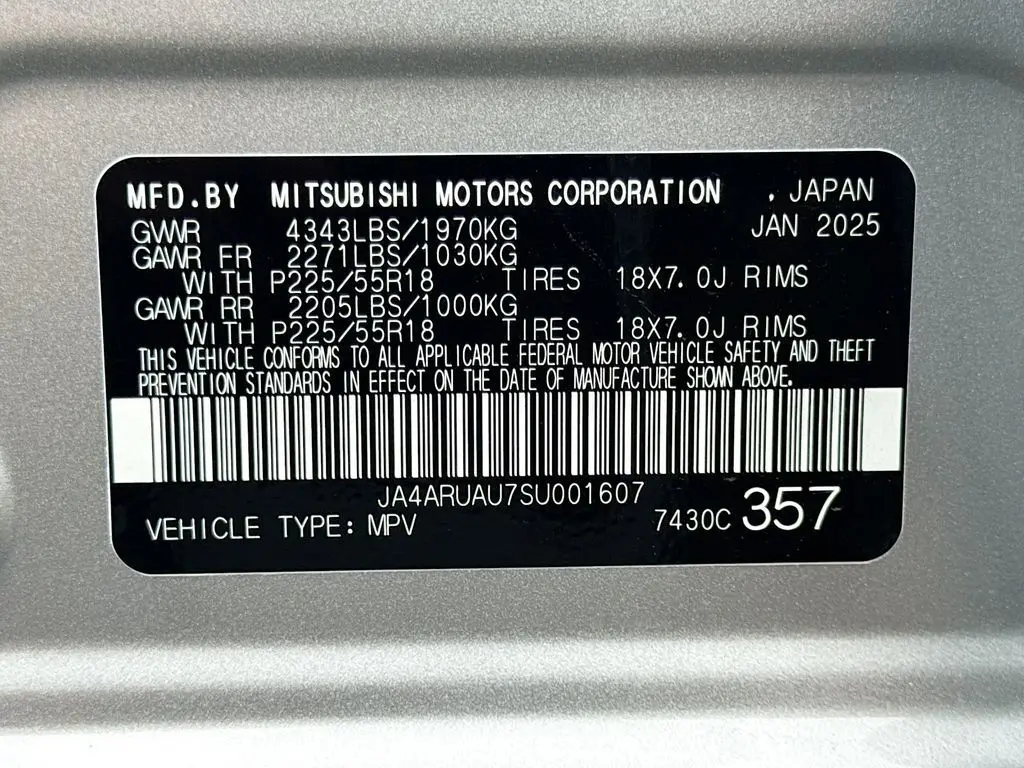 MFD.BY MITSUBISHI MOTORS CORPORATION . JAPAN
GVWR 4343LBS/1970KG JAN 2025
GAWR FR 2271LBS/1030KG
WITH P225/55R18 TIRES 18X7.0J RIMS
GAWR RR 2205LBS/1000KG
WITH P225/55R18 TIRES 18X7.0J RIMS
THIS VEHICLE CONFORMS TO ALL APPLICABLE FEDERAL MOTOR VEHICLE SAFETY AND THEFT
PREVENTION STANDARDS IN EFFECT ON THE DATE OF MANUFACTURE SHOWN ABOVE.
JA4ARUAU7SU001607
VEHICLE TYPE: MPV 7430C 357